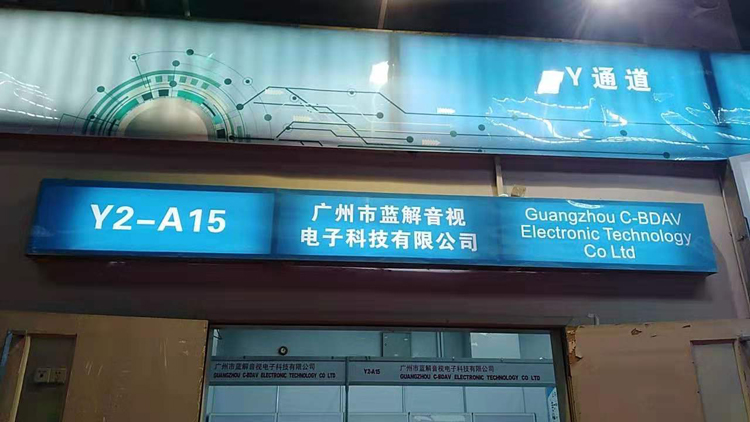 Y通道
Y2-A15
广州市蓝解音视
电子科技有限公司
Guangzhou C-BDAV
Electronic Technology
Co Ltd
广州市蓝解音视电子科技有限公司
GUANGZHOU C-BDAV ELECTRONIC TECHNOLOGY CO LTD
Y2-A15
广州市蓝解音视电子科技有限公司
GUANGZHOU C-BDAV ELECTRONIC TECHNOLOGY CO LTD